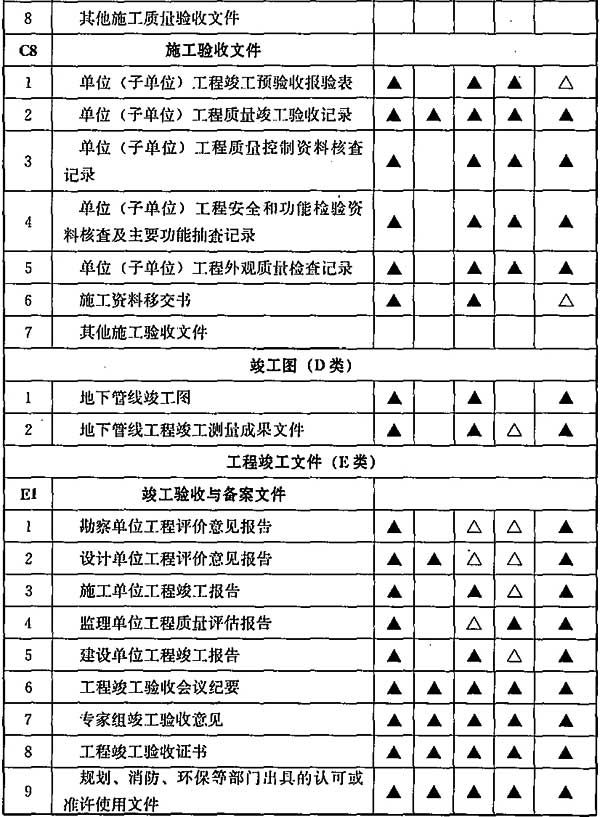 8 其他施工质量验收文件
C8 施工验收文件
1 单位（子单位）工程竣工预验收报验表 ▲ ▲ ▲ △
2 单位（子单位）工程质量竣工验收记录 ▲ ▲ ▲ ▲ ▲
3 单位（子单位）工程质量控制资料核查
记录 ▲ ▲ ▲ ▲
4 单位（子单位）工程安全和功能检验资
料核查及主要功能抽查记录 ▲ ▲ ▲ ▲
5 单位（子单位）工程外观质量检查记录 ▲ ▲ ▲ ▲
6 施工资料移交书 ▲ ▲ △
7 其他施工验收文件
竣工图（D类）
1 地下管线竣工图 ▲ ▲ ▲
2 地下管线工程竣工测量成果文件 ▲ ▲ △ ▲
工程竣工文件（E类）
E1 竣工验收与备案文件
1 勘察单位工程评价意见报告 ▲ △ △ ▲
2 设计单位工程评价意见报告 ▲ ▲ △ △ ▲
3 施工单位工程竣工报告 ▲ ▲ △ ▲
4 监理单位工程质量评估报告 ▲ △ ▲ ▲
5 建设单位工程竣工报告 ▲ ▲ △ ▲
6 工程竣工验收会议纪要 ▲ ▲ ▲ ▲ ▲
7 专家组竣工验收意见 ▲ ▲ ▲ ▲ ▲
8 工程竣工验收证书 ▲ ▲ ▲ ▲ ▲
9 规划、消防、环保等部门出具的认可或
准许使用文件 ▲ ▲ ▲ ▲ ▲